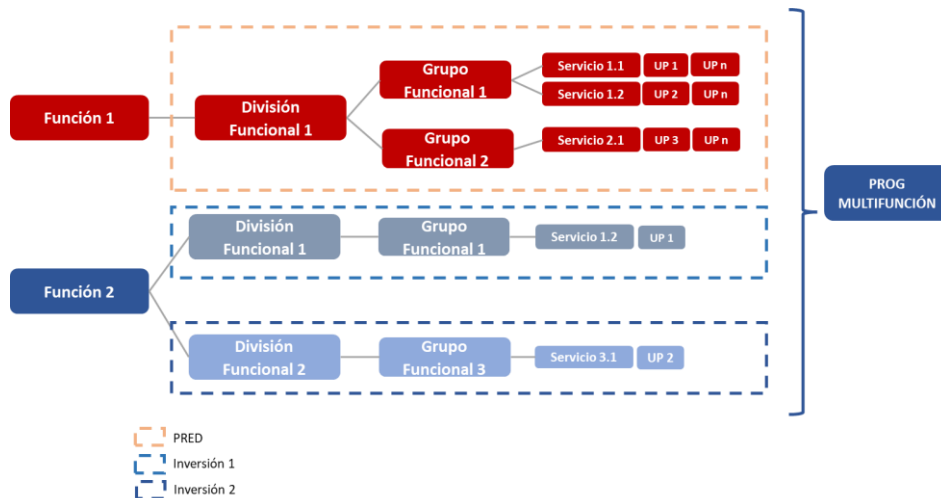 Función 1
División
Funcional 1
Grupo
Funcional 1
Servicio 1.1
UP 1
UP n
Servicio 1.2
UP 2
UP n
Grupo
Funcional 2
Servicio 2.1
UP 3
UP n
PROG
MULTIFUNCIÓN
Función 2
División
Funcional 1
Grupo
Funcional 1
Servicio 1.2
UP 1
División
Funcional 2
Grupo
Funcional 3
Servicio 3.1
UP 2
PRED
Inversión 1
Inversión 2